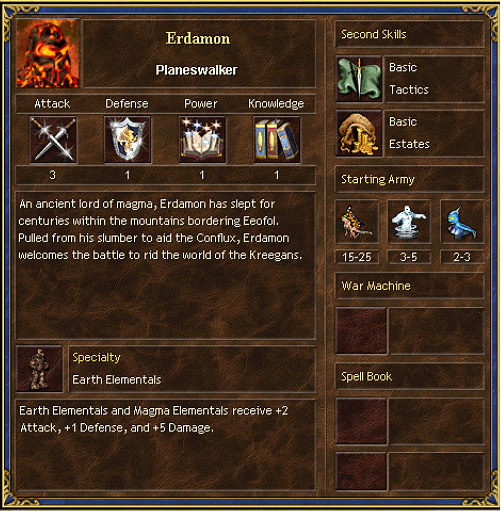 Erdamon
Planeswalker
Attack Defense Power Knowledge
3 1 1 1
An ancient lord of magma, Erdamon has slept for
centuries within the mountains bordering Eeofol.
Pulled from his slumber to aid the Conflux, Erdamon
welcomes the battle to rid the world of the Kreegans.
Specialty
Earth Elementals
Earth Elementals and Magma Elementals receive +2
Attack, +1 Defense, and +5 Damage.
Second Skills
Basic
Tactics
Basic
Estates
Starting Army
15-25 3-5 2-3
War Machine
Spell Book